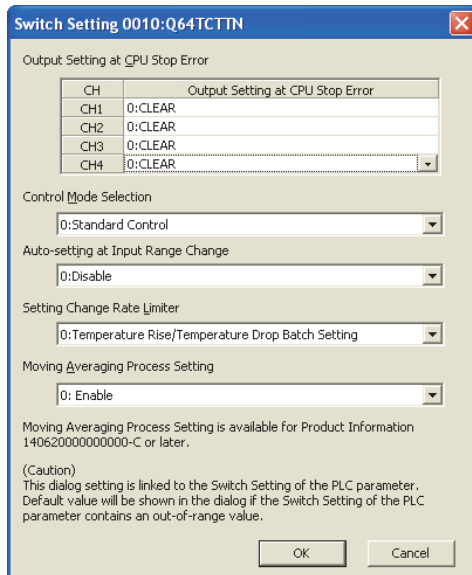 Switch Setting 0010:Q64TCTTN
Output Setting at CPU Stop Error
CH Output Setting at CPU Stop Error
CH1 0:CLEAR
CH2 0:CLEAR
CH3 0:CLEAR
CH4 0:CLEAR
Control Mode Selection
0:Standard Control
Auto-setting at Input Range Change
0:Disable
Setting Change Rate Limiter
0:Temperature Rise/Temperature Drop Batch Setting
Moving Averaging Process Setting
0: Enable
Moving Averaging Process Setting is available for Product Information
140620000000000-C or later.
(Caution)
This dialog setting is linked to the Switch Setting of the PLC parameter.
Default value will be shown in the dialog if the Switch Setting of the PLC
parameter contains an out-of-range value.
OK Cancel